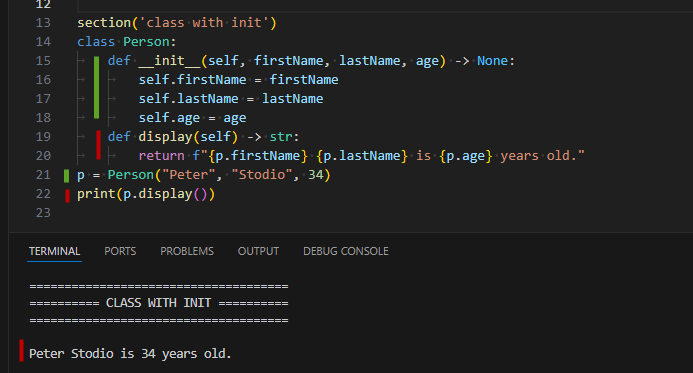 12
13 section('class with init')
14 class Person:
15 def __init__(self, firstName, lastName, age) -> None:
16 self.firstName = firstName
17 self.lastName = lastName
18 self.age = age
19 def display(self) -> str:
20 return f"{p.firstName} {p.lastName} is {p.age} years old."
21 p = Person("Peter", "Stodio", 34)
22 print(p.display())
23
TERMINAL PORTS PROBLEMS OUTPUT DEBUG CONSOLE
=====================================
========== CLASS WITH INIT ==========
=====================================
Peter Stodio is 34 years old.